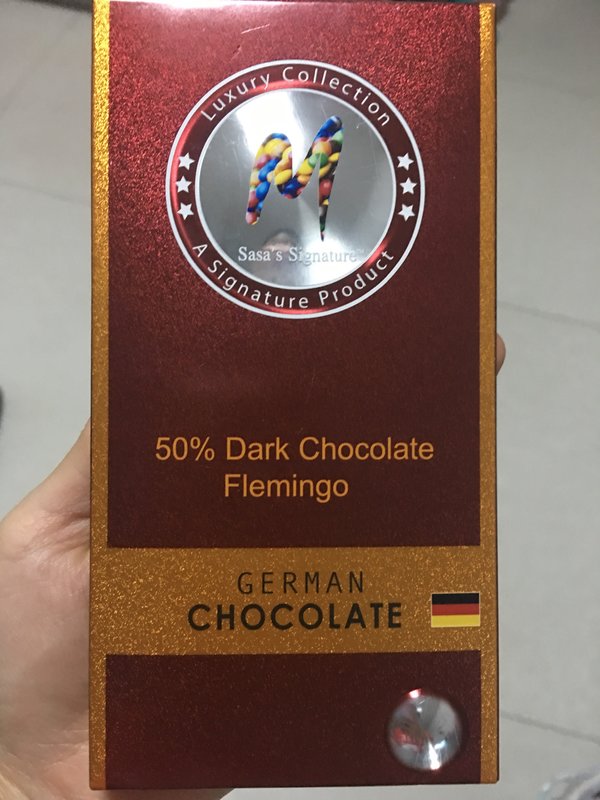 Luxury Collection
M
Sasa's Signature™
A Signature Product
50% Dark Chocolate
Flemingo
GERMAN
CHOCOLATE